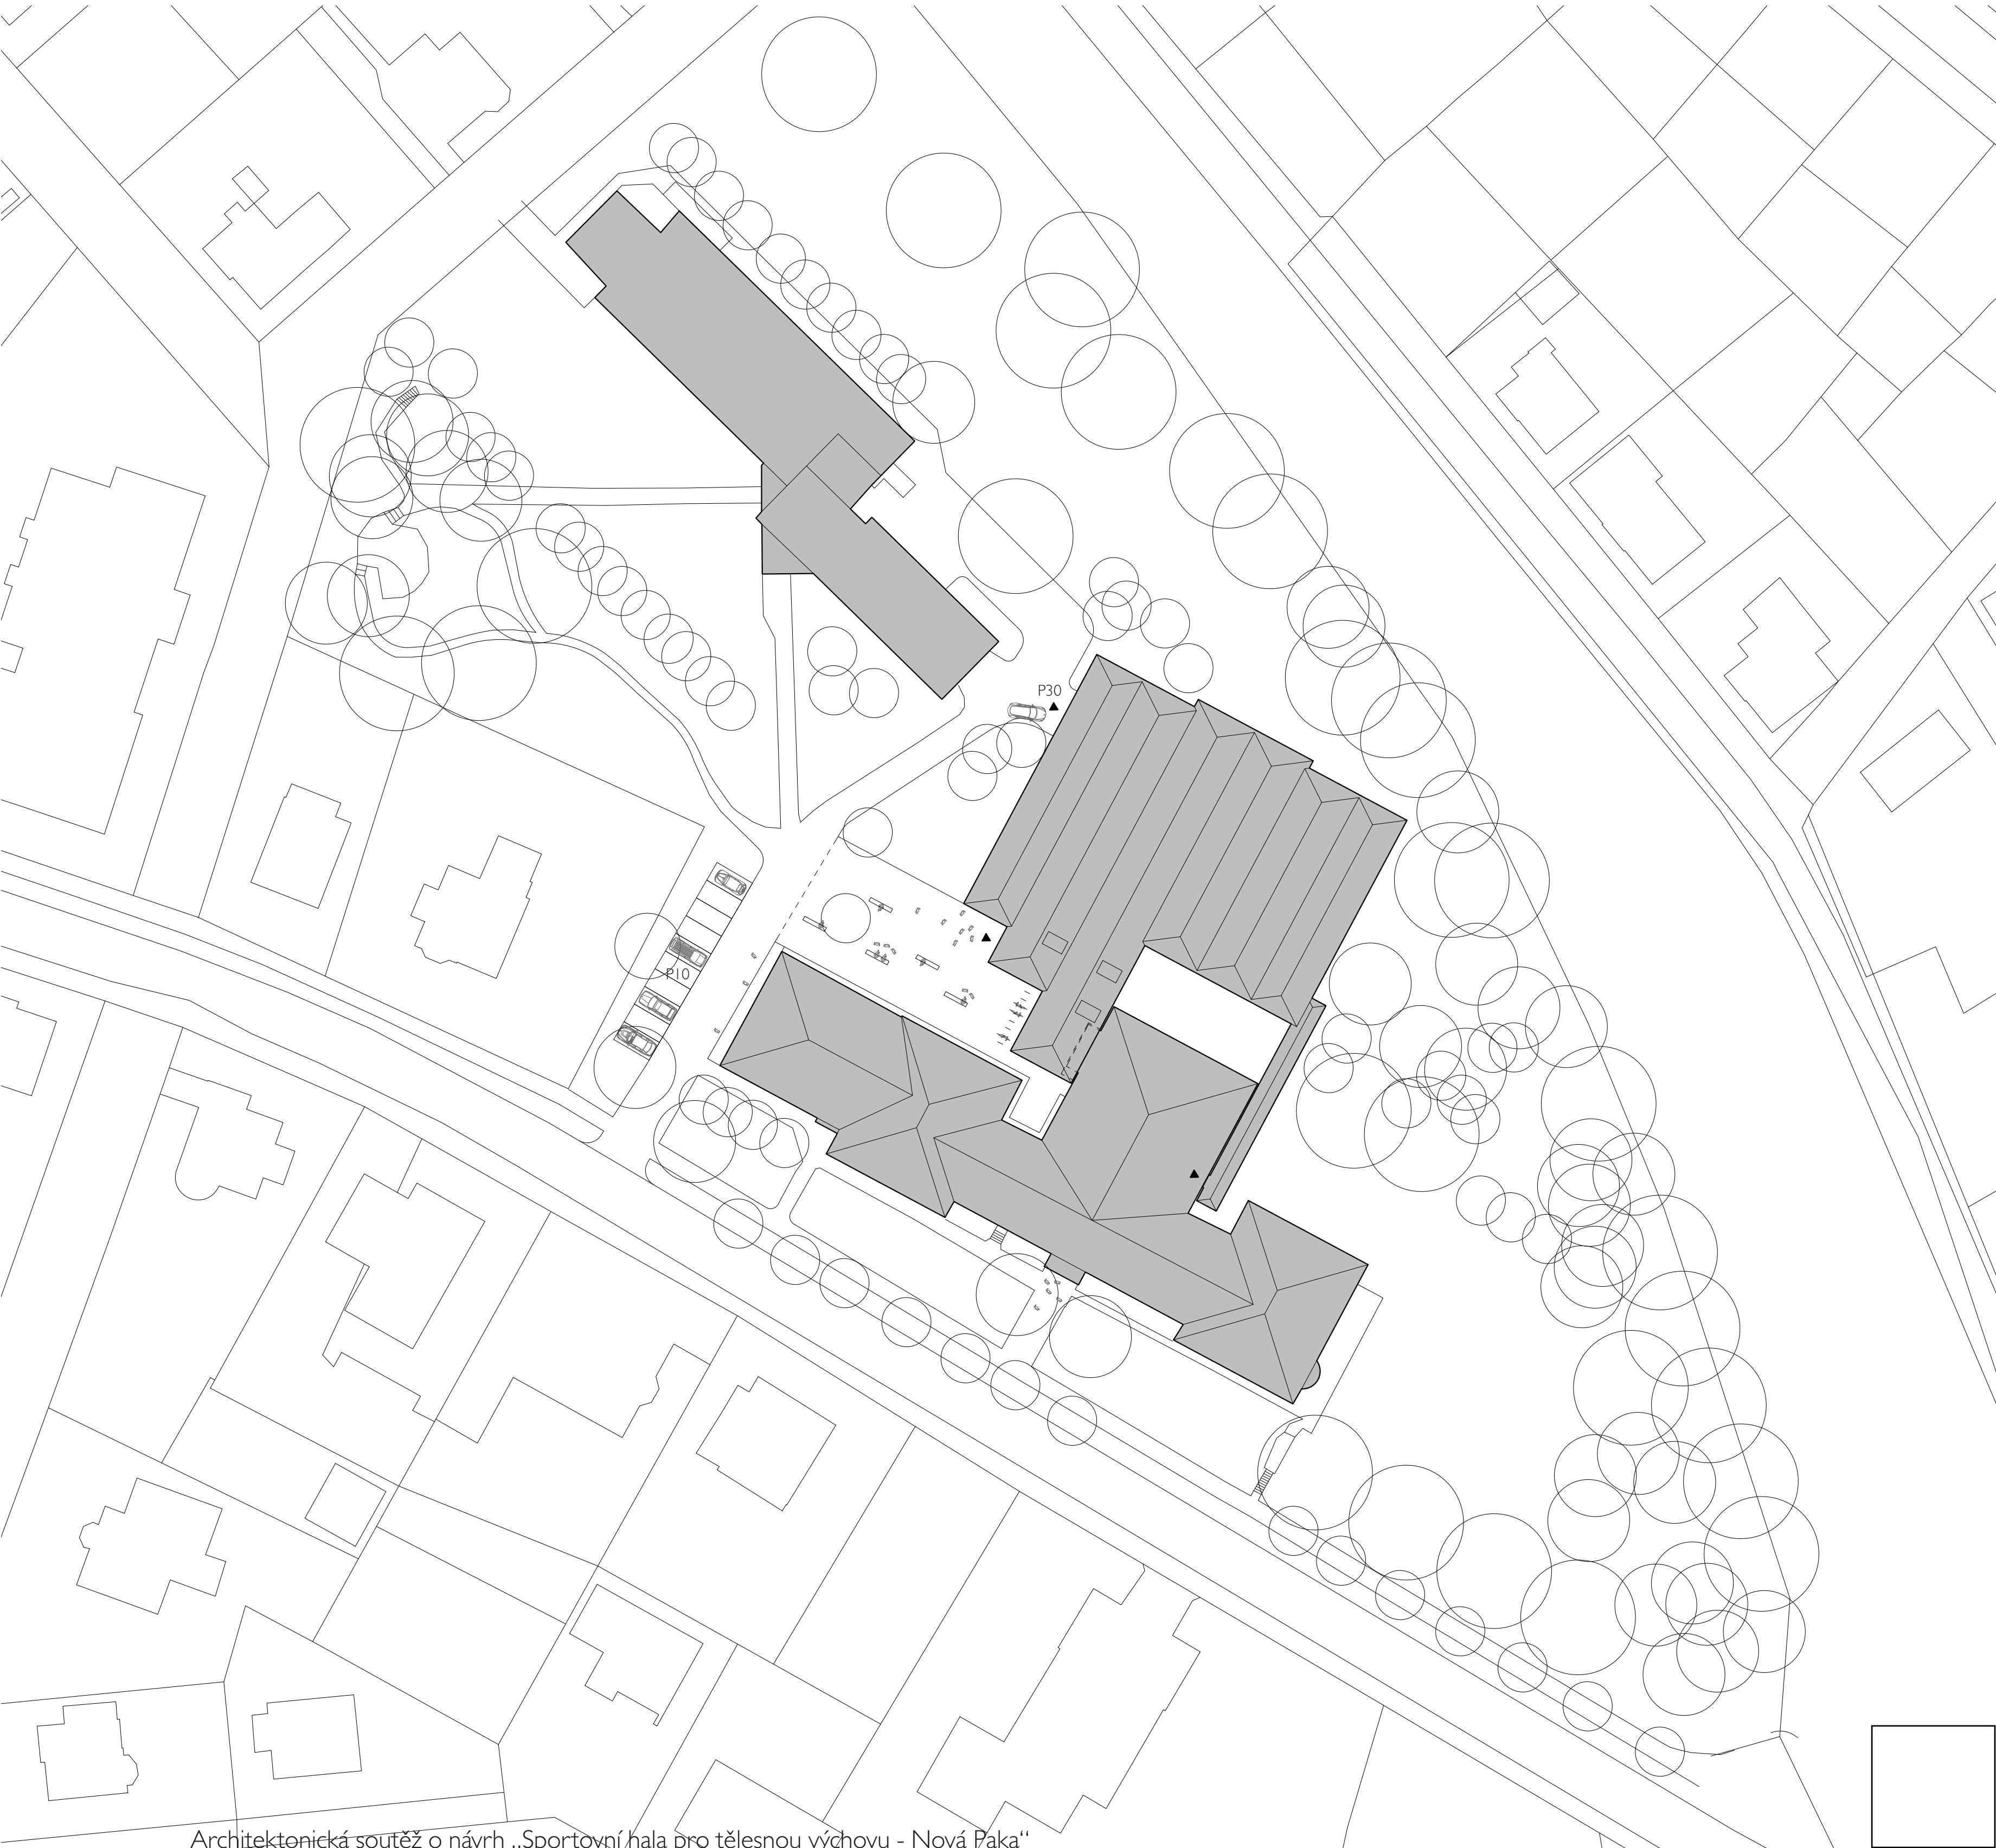 P30
P10
Architektonická soutěž o návrh „Sportovní hala pro tělesnou výchovu - Nová Paka“